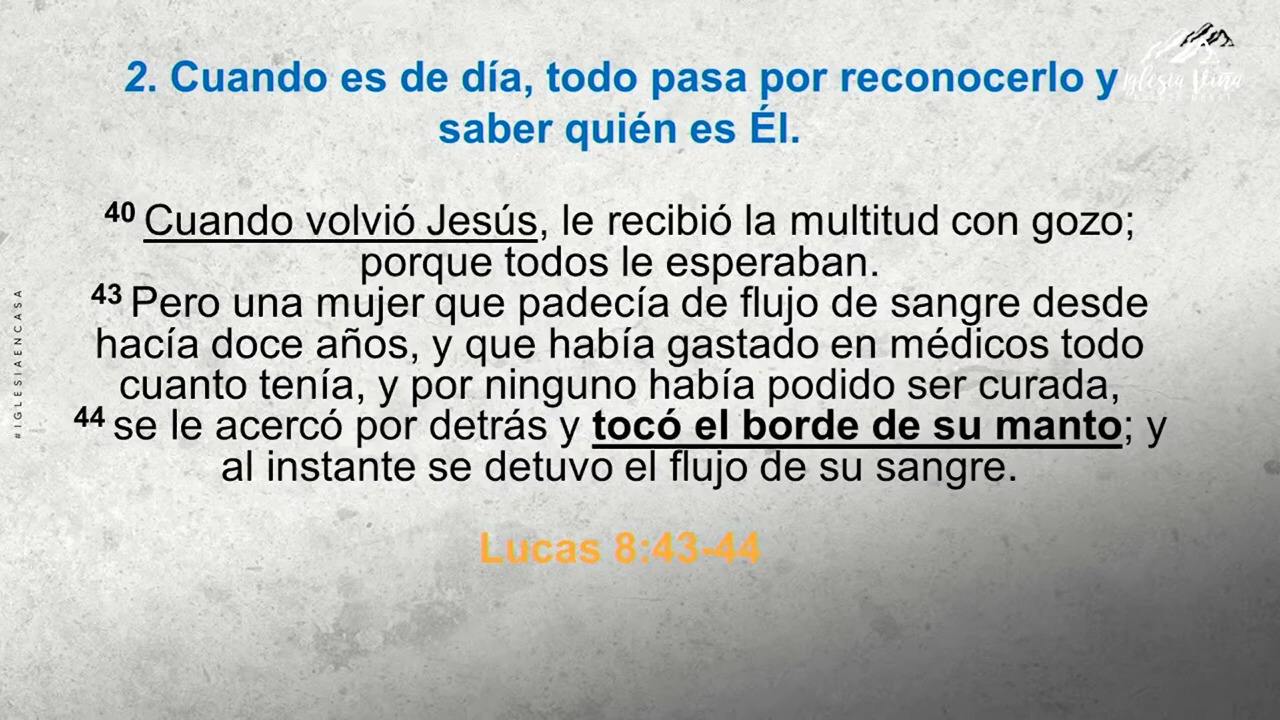 2. Cuando es de día, todo pasa por reconocerlo y
saber quién es Él.
40 Cuando volvió Jesús, le recibió la multitud con gozo;
porque todos le esperaban.
43 Pero una mujer que padecía de flujo de sangre desde
hacía doce años, y que había gastado en médicos todo
cuanto tenía, y por ninguno había podido ser curada,
44 se le acercó por detrás y tocó el borde de su manto; y
al instante se detuvo el flujo de su sangre.
Lucas 8:43-44
#IGLESIAENCASA
Iglesia